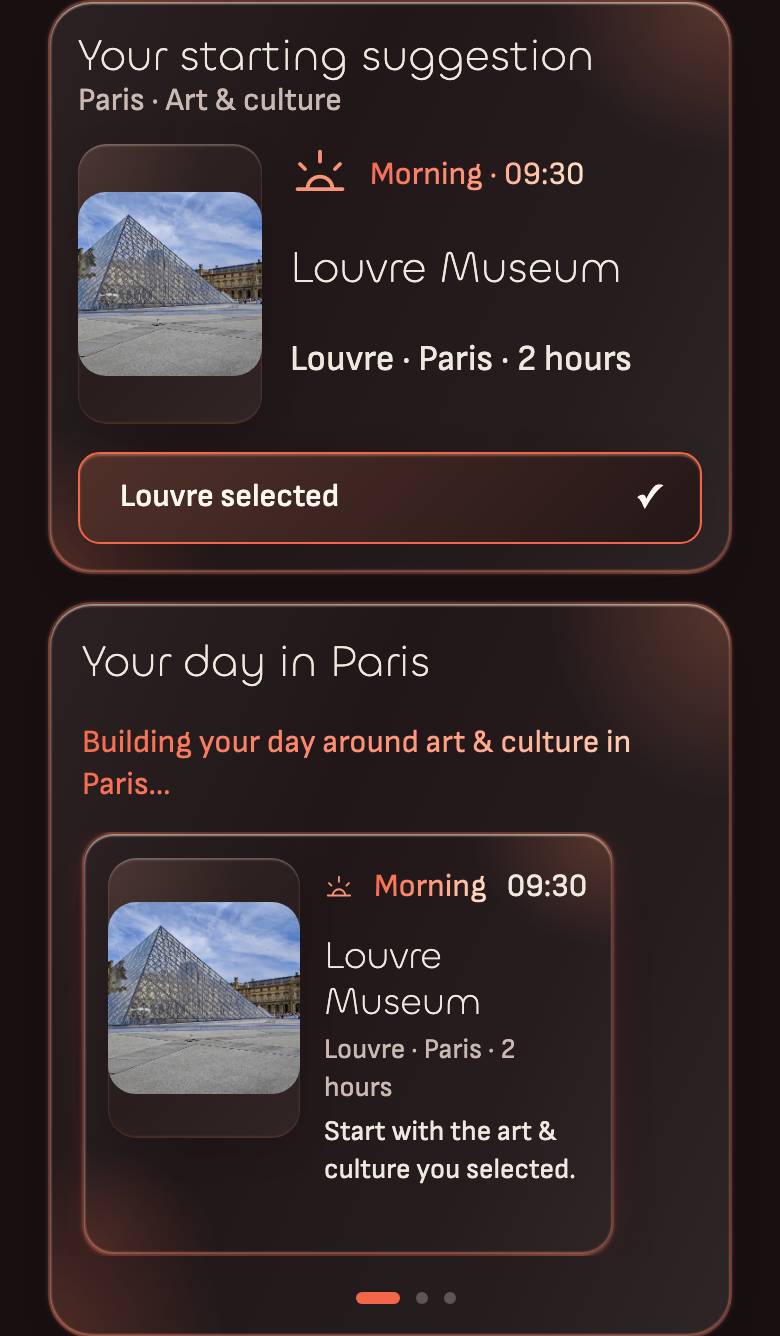 Your starting suggestion
Paris · Art & culture
Morning · 09:30
Louvre Museum
Louvre · Paris · 2 hours
Louvre selected ✓
Your day in Paris
Building your day around art & culture in
Paris...
Morning 09:30
Louvre
Museum
Louvre · Paris · 2
hours
Start with the art &
culture you selected.